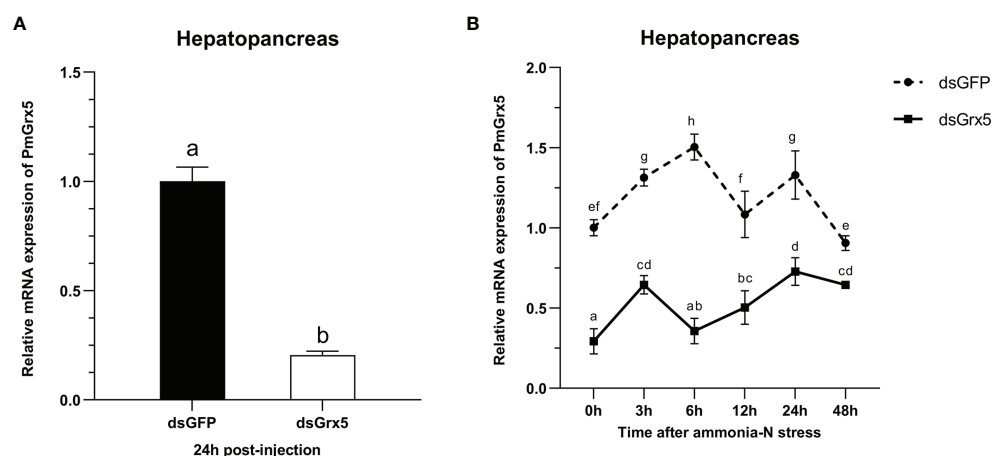 A
Hepatopancreas
Relative mRNA expression of PmGrx5
1.5
1.0
0.5
0.0
a
b
dsGFP
dsGrx5
24h post-injection
B
Hepatopancreas
Relative mRNA expression of PmGrx5
2.0
1.5
1.0
0.5
0.0
ef
g
h
f
g
e
a
cd
ab
bc
d
cd
0h
3h
6h
12h
24h
48h
Time after ammonia-N stress
dsGFP
dsGrx5